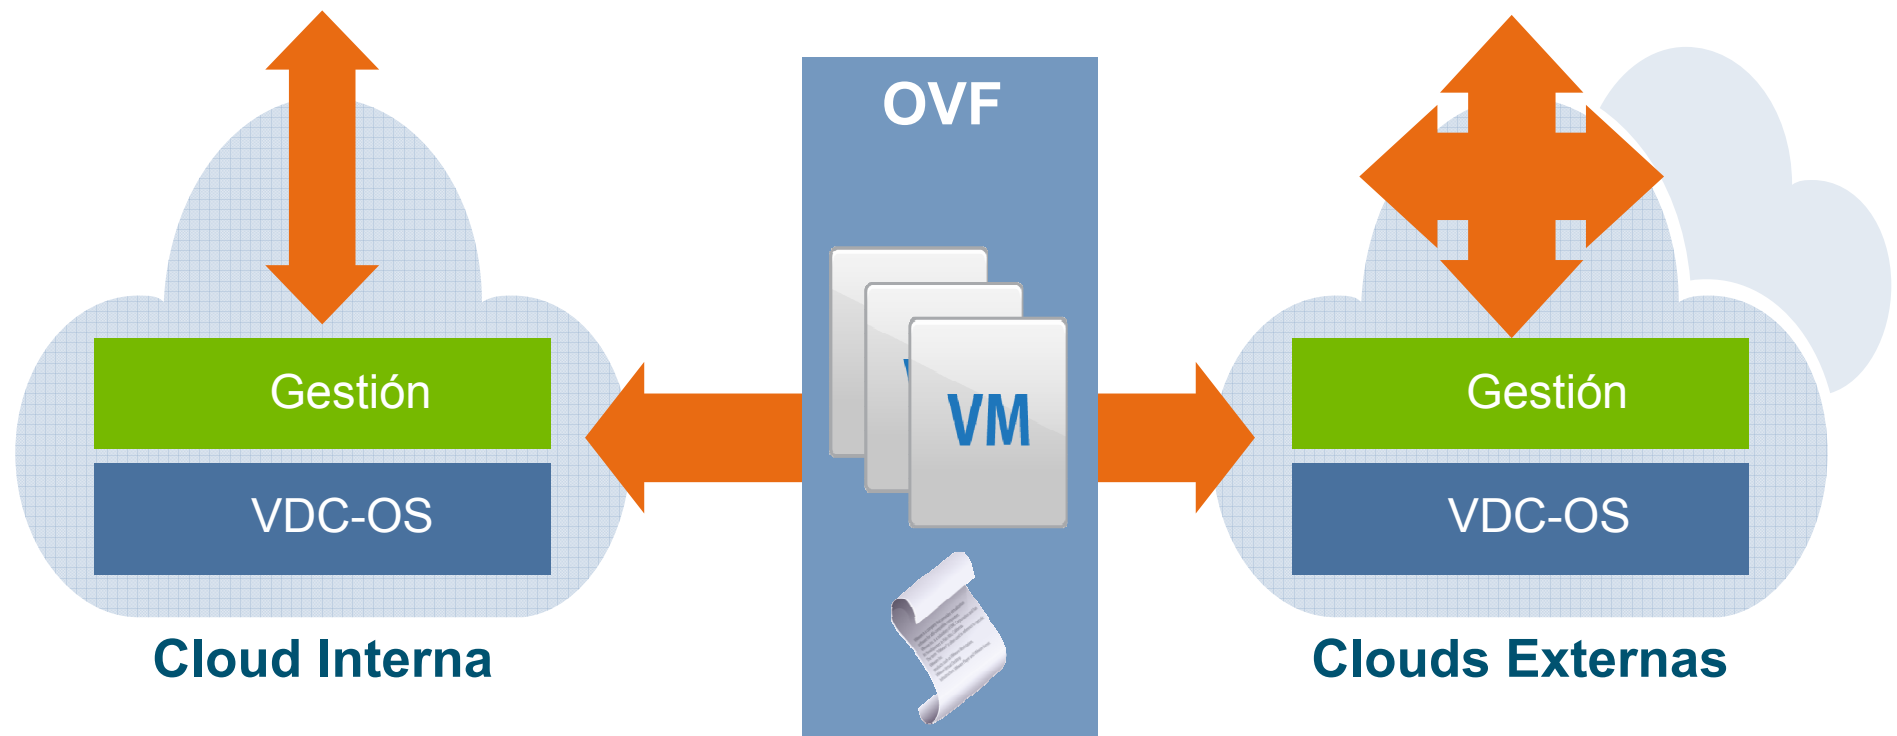 OVF
VM
Gestión
VDC-OS
Cloud Interna
Gestión
VDC-OS
Clouds Externas